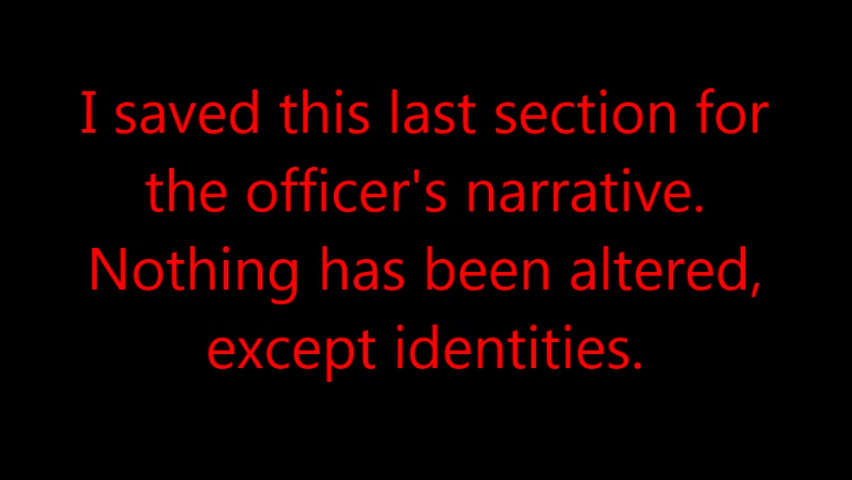 I saved this last section for
the officer's narrative.
Nothing has been altered,
except identities.